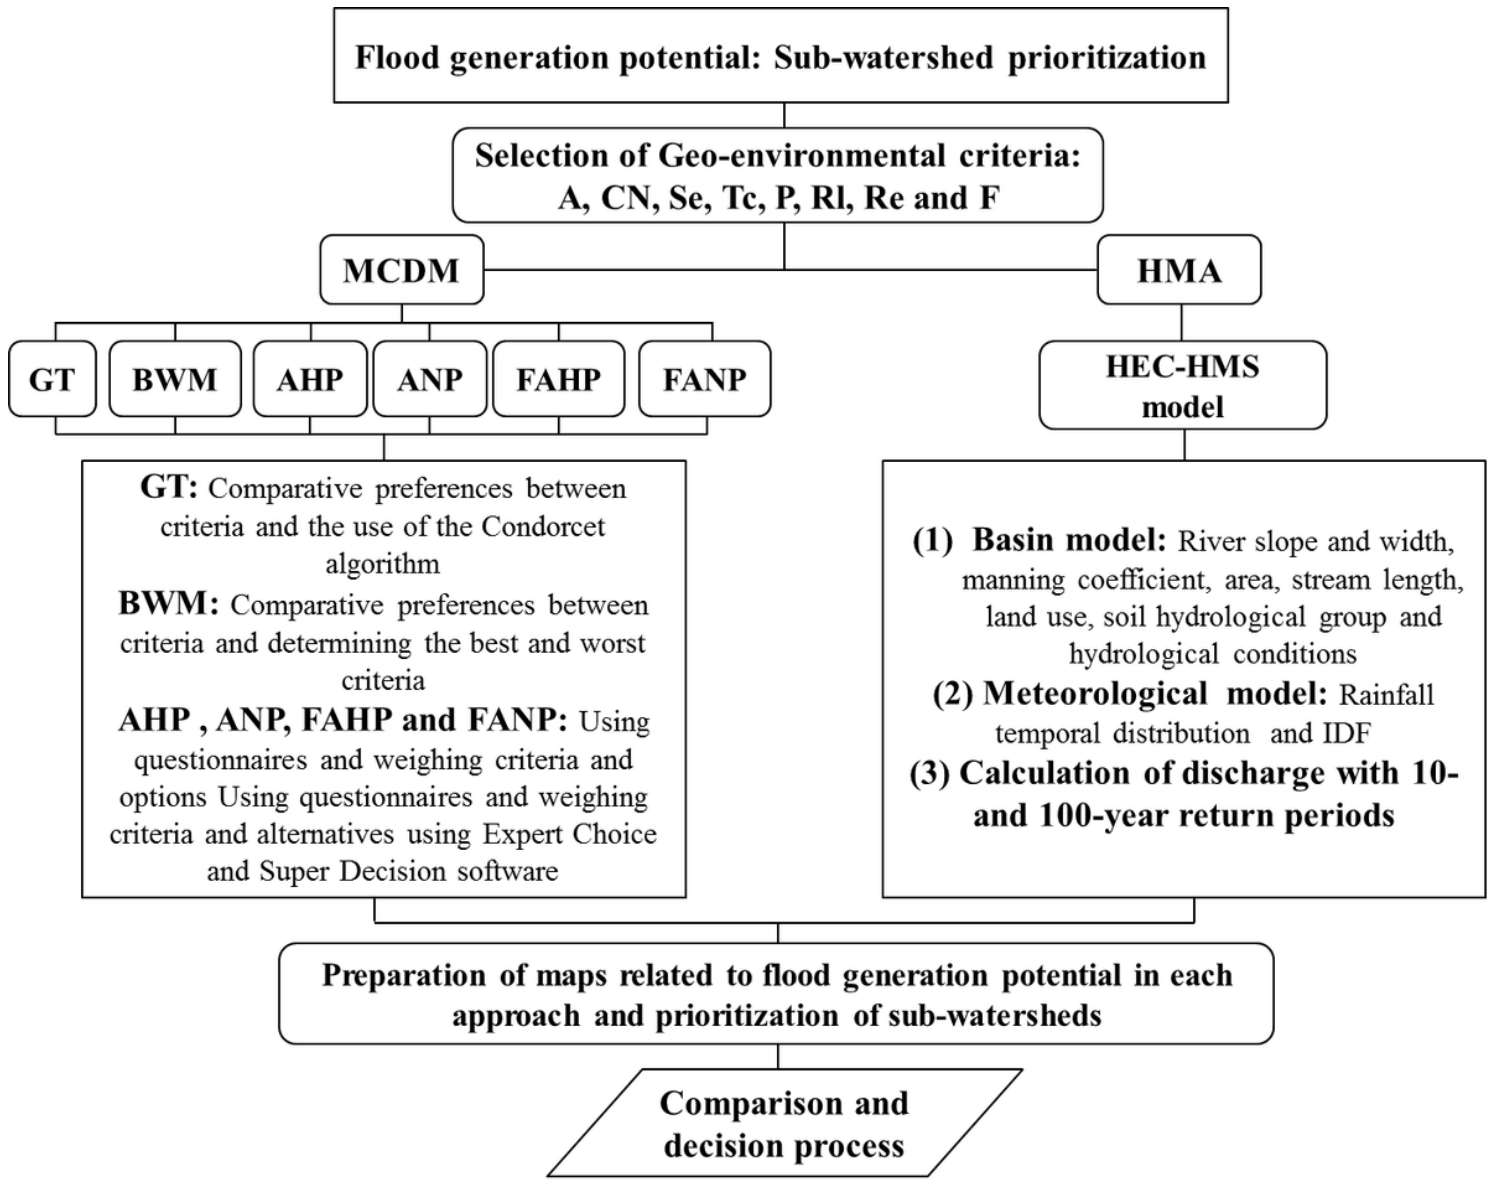 Flood generation potential: Sub-watershed prioritization
Selection of Geo-environmental criteria:
A, CN, Se, Tc, P, Rl, Re and F
MCDM
HMA
GT
BWM
AHP
ANP
FAHP
FANP
HEC-HMS
model
GT: Comparative preferences between
criteria and the use of the Condorcet
algorithm
BWM: Comparative preferences between
criteria and determining the best and worst
criteria
AHP , ANP, FAHP and FANP: Using
questionnaires and weighing criteria and
options Using questionnaires and weighing
criteria and alternatives using Expert Choice
and Super Decision software
(1) Basin model: River slope and width,
manning coefficient, area, stream length,
land use, soil hydrological group and
hydrological conditions
(2) Meteorological model: Rainfall
temporal distribution and IDF
(3) Calculation of discharge with 10-
and 100-year return periods
Preparation of maps related to flood generation potential in each
approach and prioritization of sub-watersheds
Comparison and
decision process